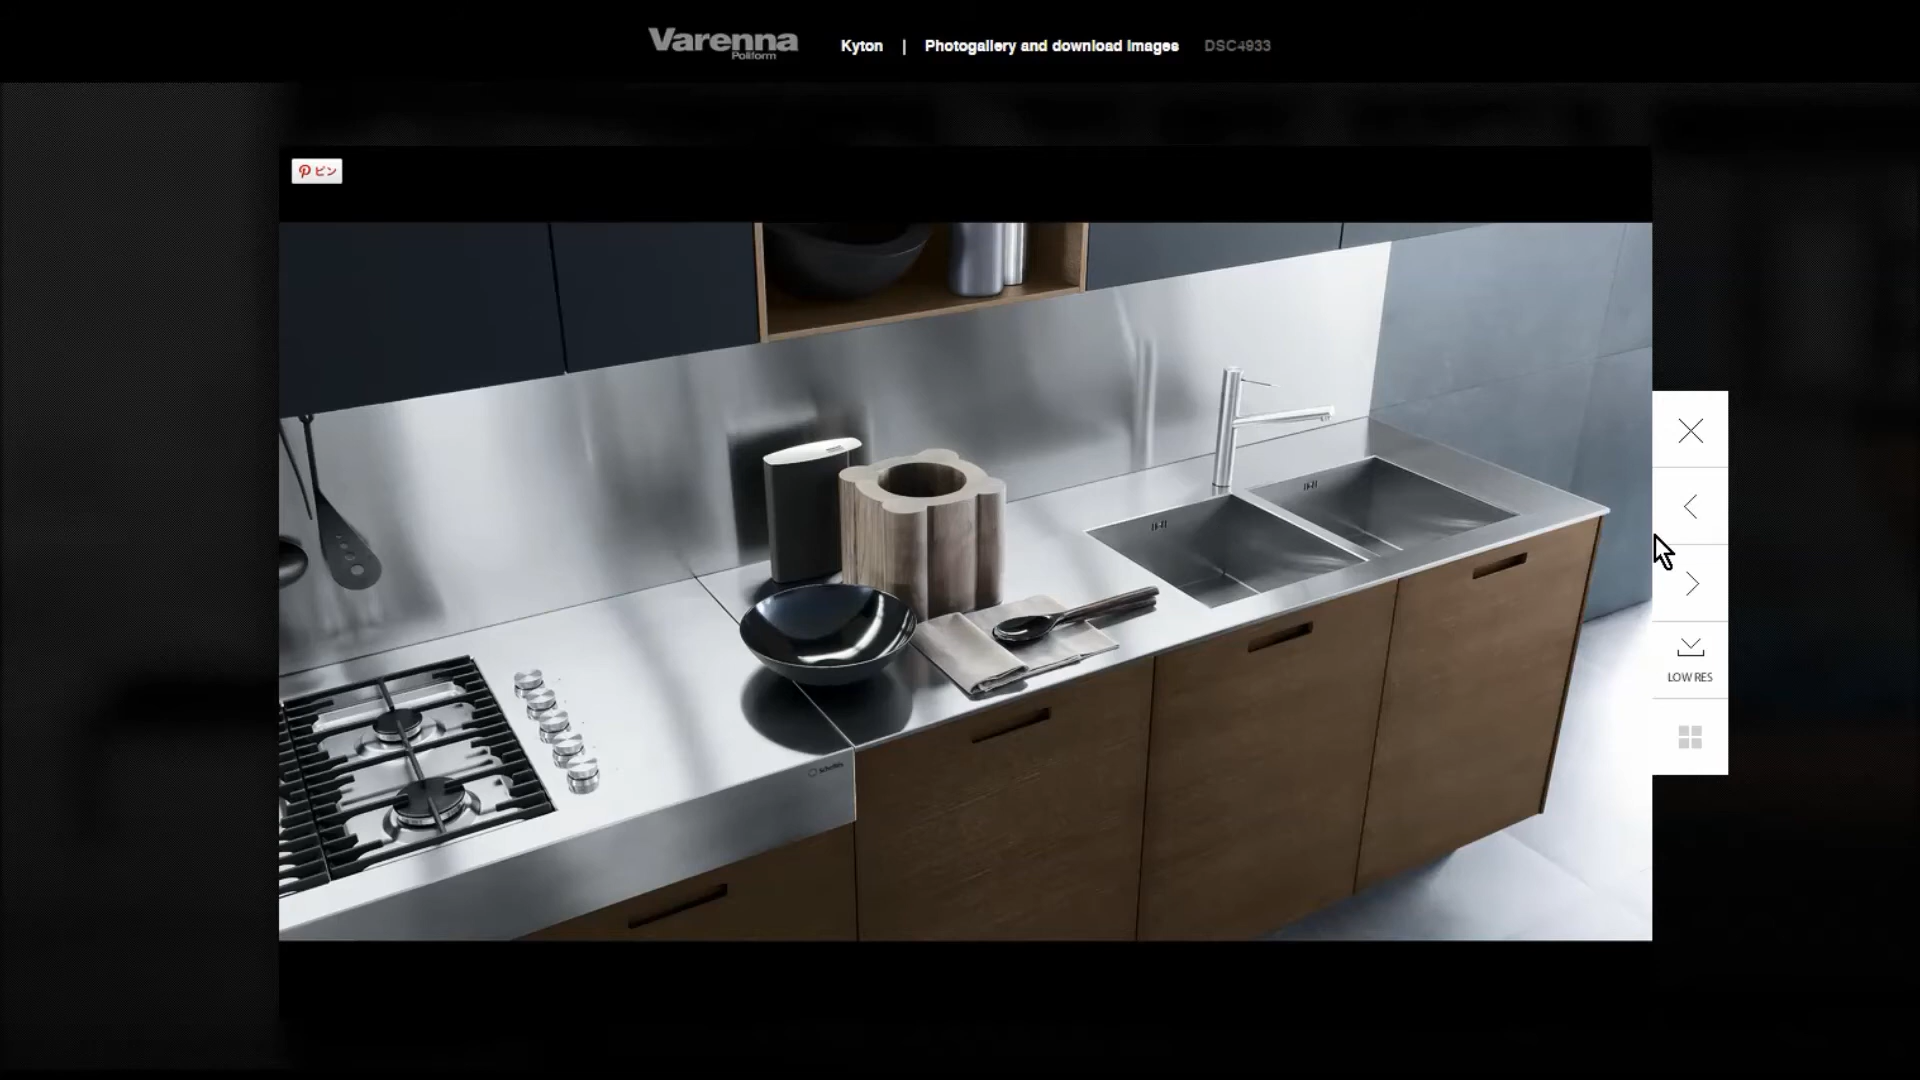 Varenna
Poliform
Kyton | Photogallery and download images DSC4933
ピン
LOW RES